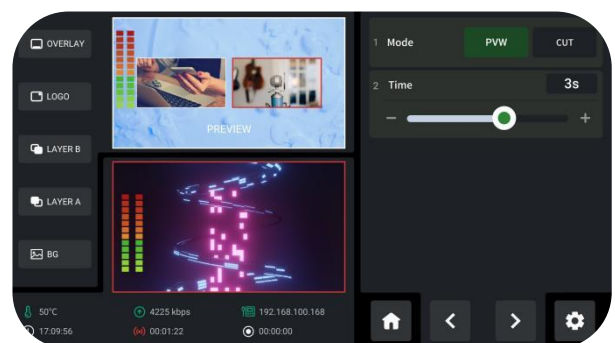 OVERLAY
LOGO
LAYER B
LAYER A
BG
PREVIEW
50°C
4225 kbps
192.168.100.168
17:09:56
00:01:22
00:00:00
1 Mode PVW CUT
2 Time 3s